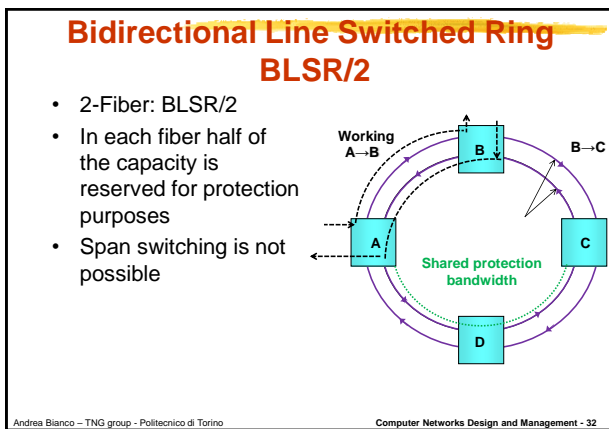 Bidirectional Line Switched Ring
BLSR/2
• 2-Fiber: BLSR/2
• In each fiber half of
the capacity is
reserved for protection
purposes
• Span switching is not
possible
Working
A→B
B
B→C
A
C
Shared protection
bandwidth
D
Andrea Bianco – TNG group - Politecnico di Torino
Computer Networks Design and Management - 32